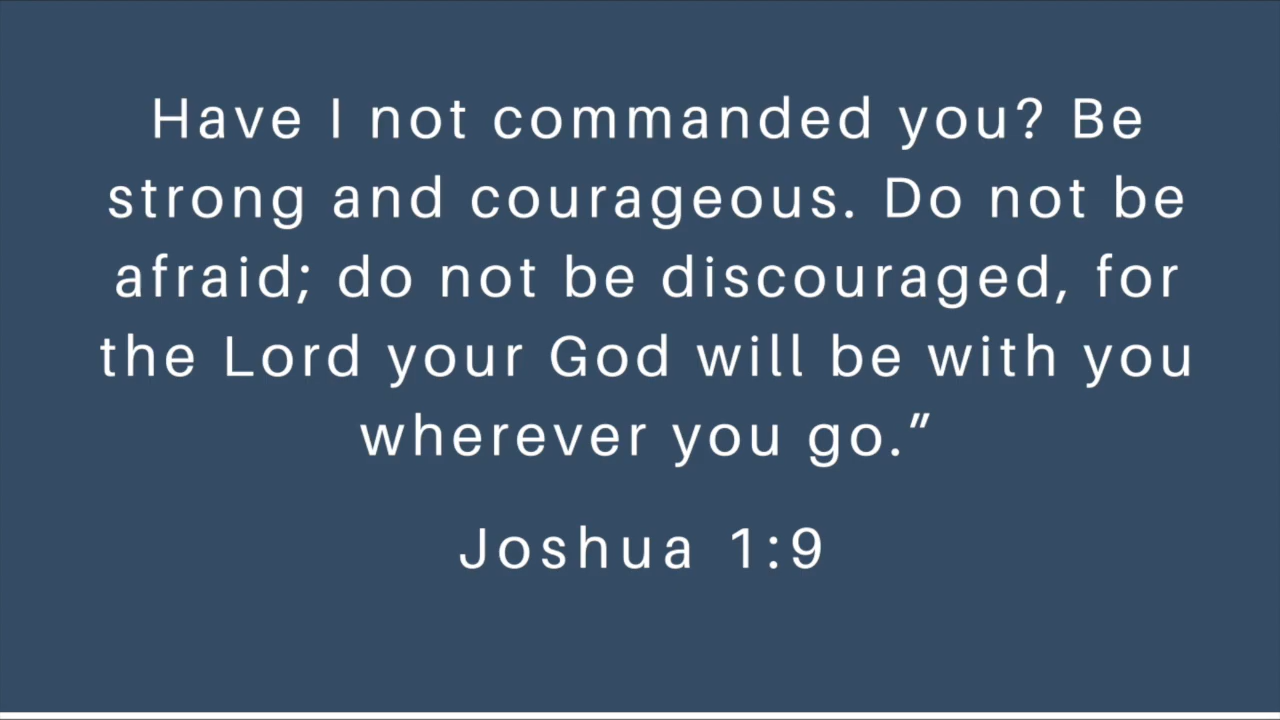 Have I not commanded you? Be
strong and courageous. Do not be
afraid; do not be discouraged, for
the Lord your God will be with you
wherever you go.”
Joshua 1:9